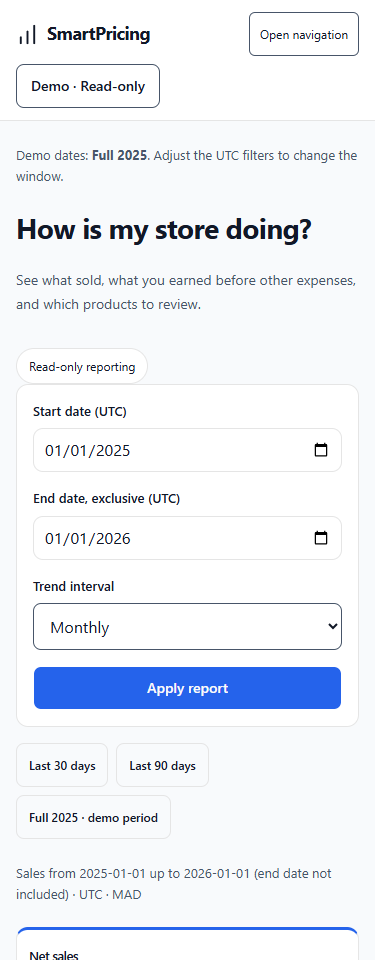 SmartPricing
Open navigation
Demo · Read-only
Demo dates: Full 2025. Adjust the UTC filters to change the
window.
How is my store doing?
See what sold, what you earned before other expenses,
and which products to review.
Read-only reporting
Start date (UTC)
01/01/2025
End date, exclusive (UTC)
01/01/2026
Trend interval
Monthly
Apply report
Last 30 days
Last 90 days
Full 2025 · demo period
Sales from 2025-01-01 up to 2026-01-01 (end date not
included) · UTC · MAD
Net sales